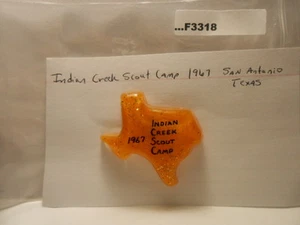 ...F3318
Indian Creek Scout Camp 1967 San Antonio
Texas
Indian
Creek
1967 Scout
Camp